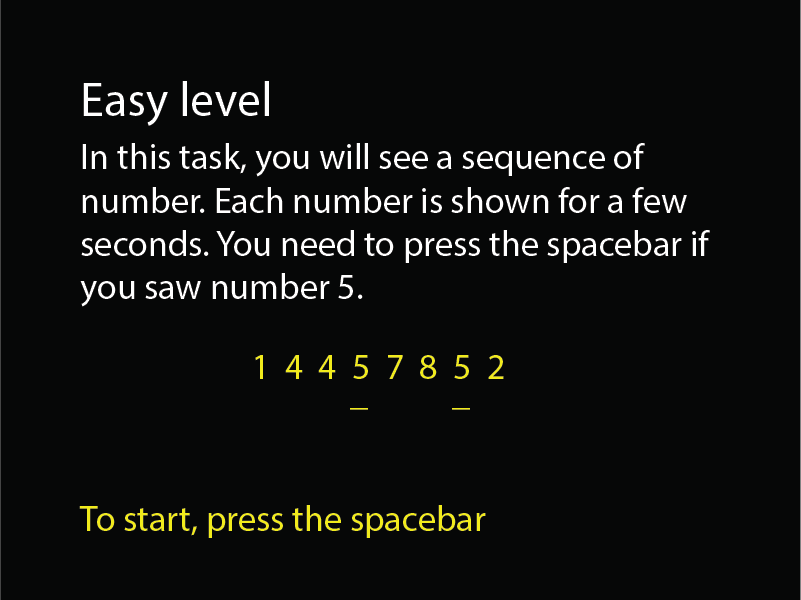 Easy level
In this task, you will see a sequence of
number. Each number is shown for a few
seconds. You need to press the spacebar if
you saw number 5.
1 4 4 5 7 8 5 2
_ _
To start, press the spacebar